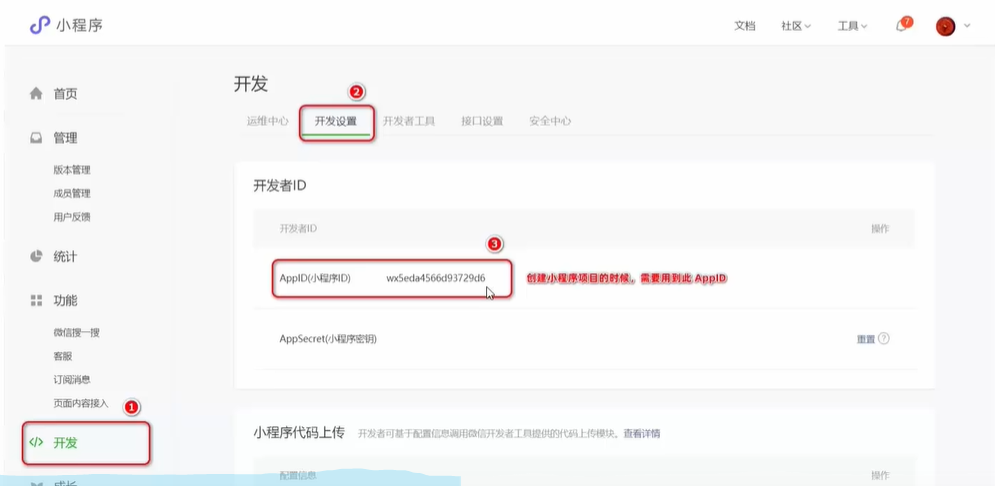 小程序
文档 社区 工具 7
首页
管理
版本管理
成员管理
用户反馈
统计
功能
微信搜一搜
客服
订阅消息
页面内容接入
1
</> 开发
成长
开发
2
运维中心 开发设置 开发者工具 接口设置 安全中心
开发者ID
开发者ID 操作
3
AppID(小程序ID) wx5eda4566d93729d6 创建小程序项目的时候，需要用到此 AppID
AppSecret(小程序密钥) 重置 ?
小程序代码上传 开发者可基于配置信息调用微信开发者工具提供的代码上传模块。查看详情
配置信息 操作